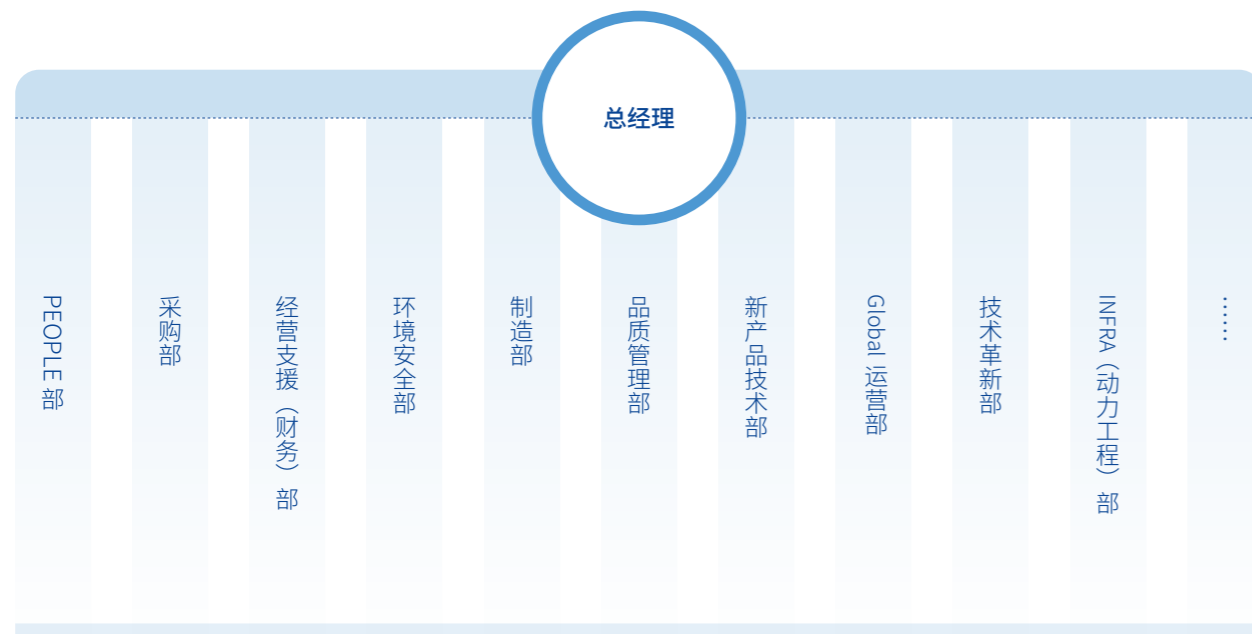 总经理
PEOPLE 部
采购部
经营支援（财务）部
环境安全部
制造部
品质管理部
新产品技术部
Global 运营部
技术革新部
INFRA（动力工程）部
……